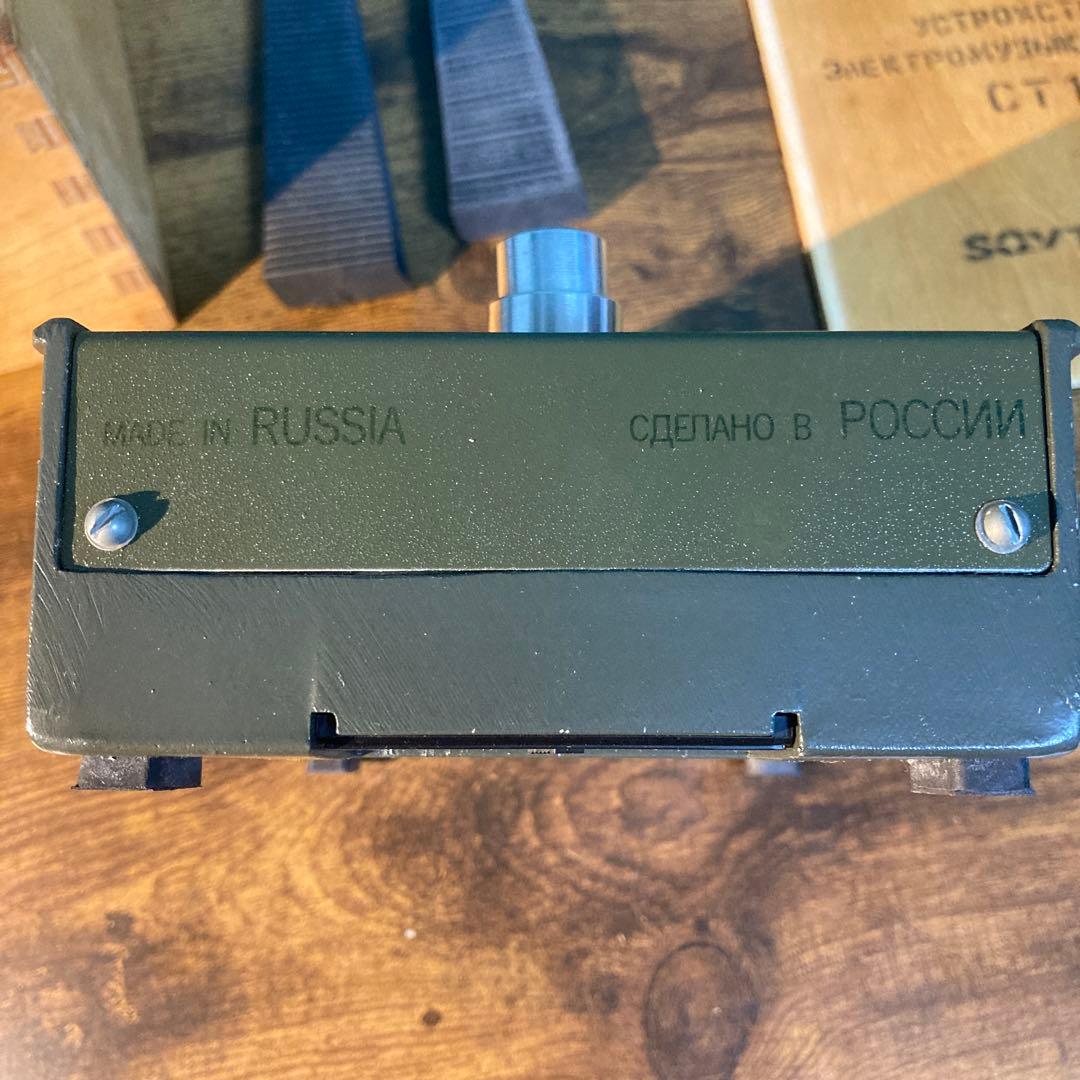 УСТРОЙСТ
ЭЛЕКТРОМУЗЫК
СТ1
SOVT
MADE IN RUSSIA
СДЕЛАНО В РОССИИ